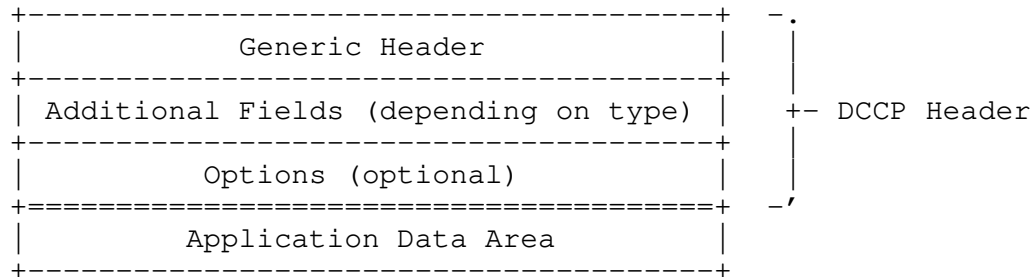 Generic Header
Additional Fields (depending on type)
DCCP Header
Options (optional)
Application Data Area